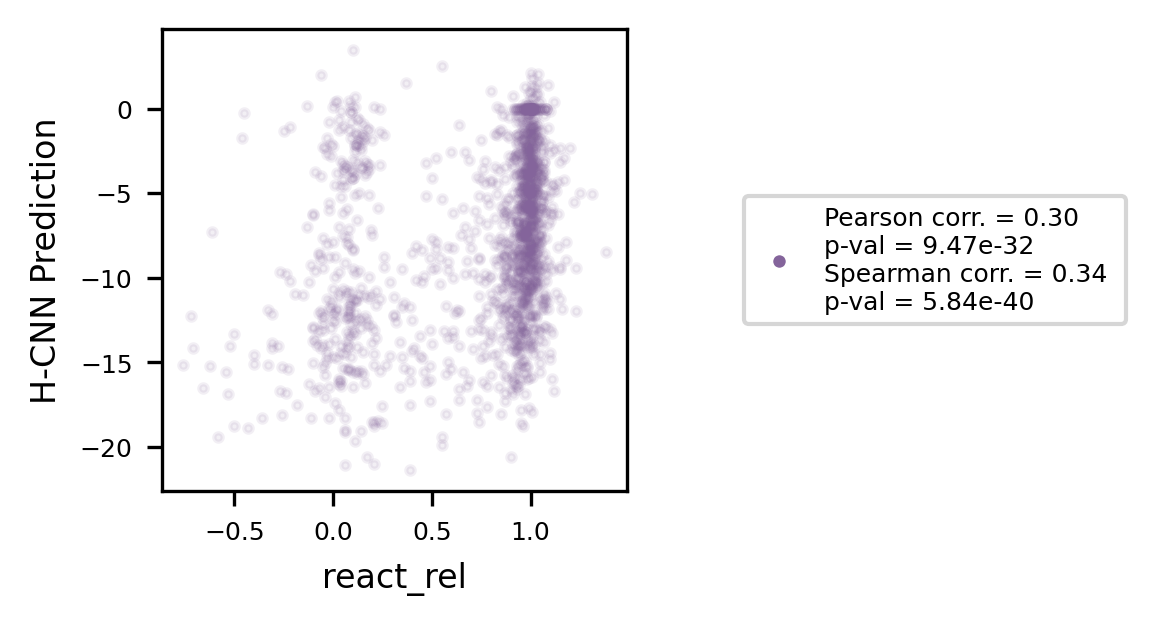 H-CNN Prediction
0
−5
−10
−15
−20
−0.5
0.0
0.5
1.0
react_rel
Pearson corr. = 0.30
p-val = 9.47e-32
Spearman corr. = 0.34
p-val = 5.84e-40